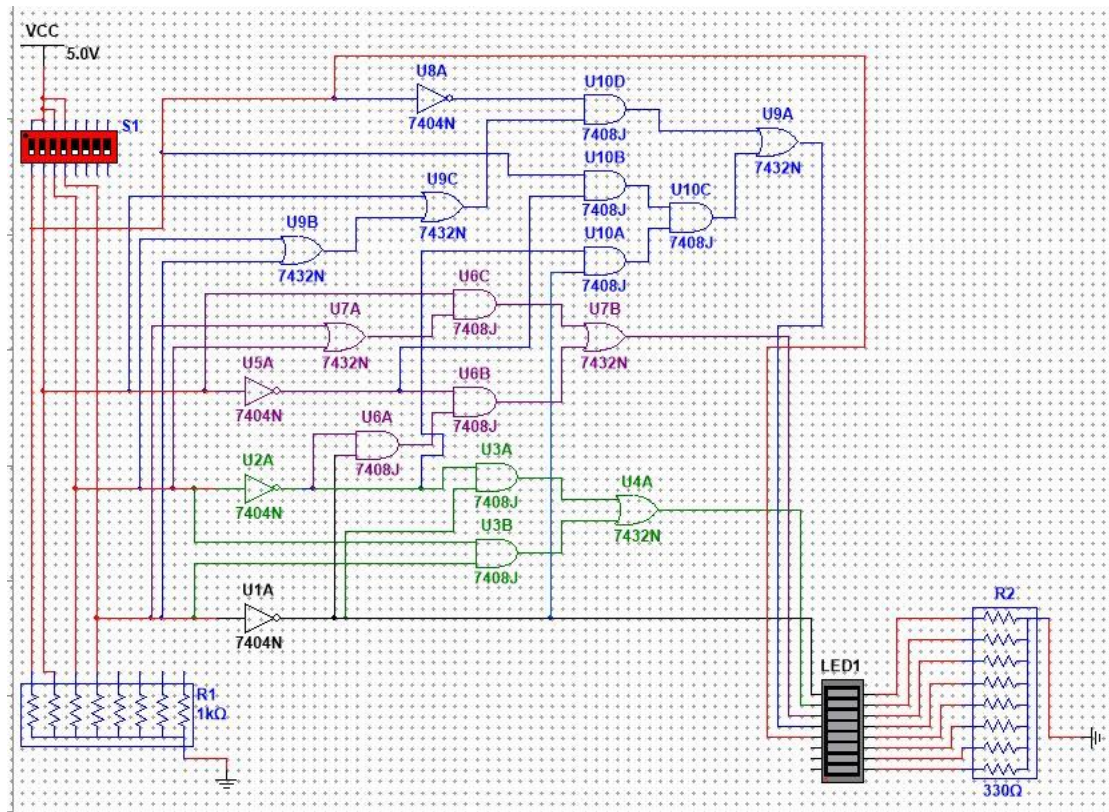 VCC
5.0V
S1
U8A
7404N
U10D
7408J
U9A
7432N
U10B
7408J
U9C
7432N
U10C
7408J
U9B
7432N
U10A
7408J
U6C
7408J
U7A
7432N
U7B
7432N
U5A
7404N
U6B
7408J
U6A
7408J
U2A
7404N
U3A
7408J
U4A
7432N
U3B
7408J
U1A
7404N
R2
LED1
R1
1kΩ
330Ω